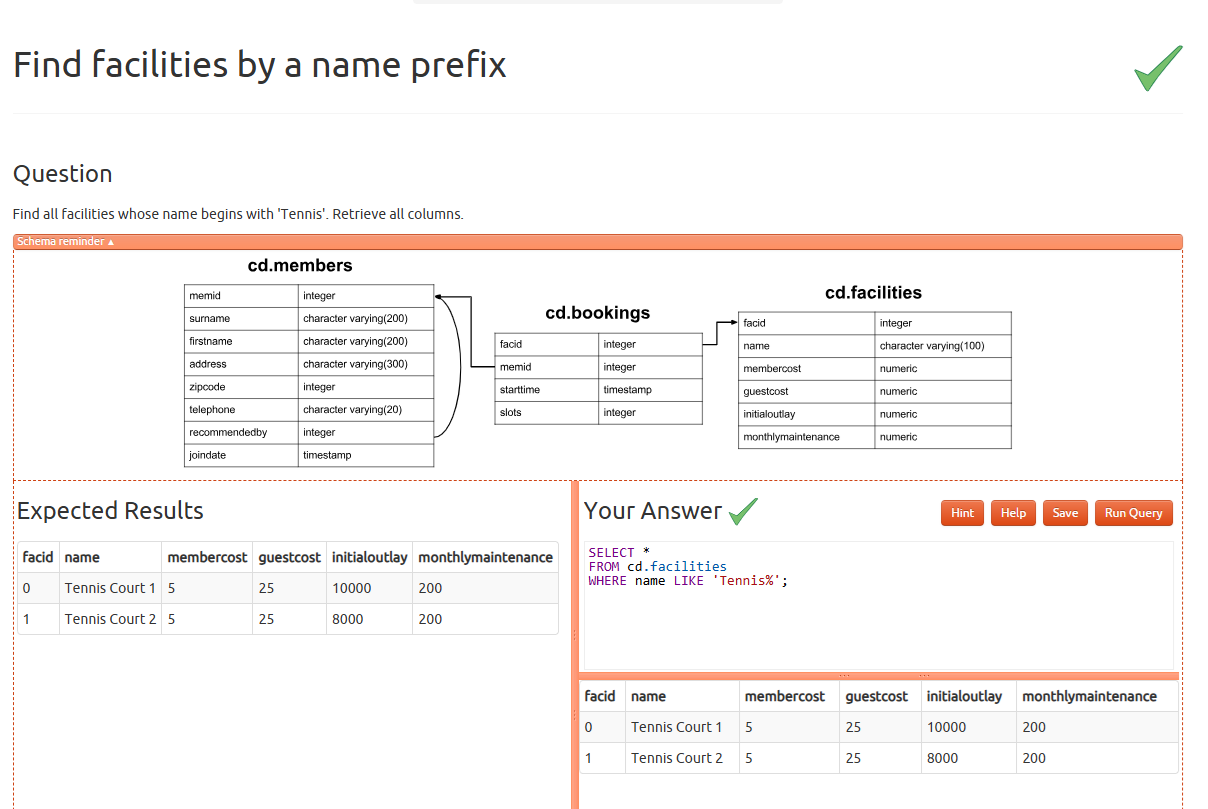 Find facilities by a name prefix
Question
Find all facilities whose name begins with 'Tennis'. Retrieve all columns.
Schema reminder ▲
cd.members
memid integer
surname character varying(200)
firstname character varying(200)
address character varying(300)
zipcode integer
telephone character varying(20)
recommendedby integer
joindate timestamp
cd.bookings
facid integer
memid integer
starttime timestamp
slots integer
cd.facilities
facid integer
name character varying(100)
membercost numeric
guestcost numeric
initialoutlay numeric
monthlymaintenance numeric
Expected Results
facid name membercost guestcost initialoutlay monthlymaintenance
0 Tennis Court 1 5 25 10000 200
1 Tennis Court 2 5 25 8000 200
Your Answer
Hint Help Save Run Query
SELECT *
FROM cd.facilities
WHERE name LIKE 'Tennis%';
facid name membercost guestcost initialoutlay monthlymaintenance
0 Tennis Court 1 5 25 10000 200
1 Tennis Court 2 5 25 8000 200